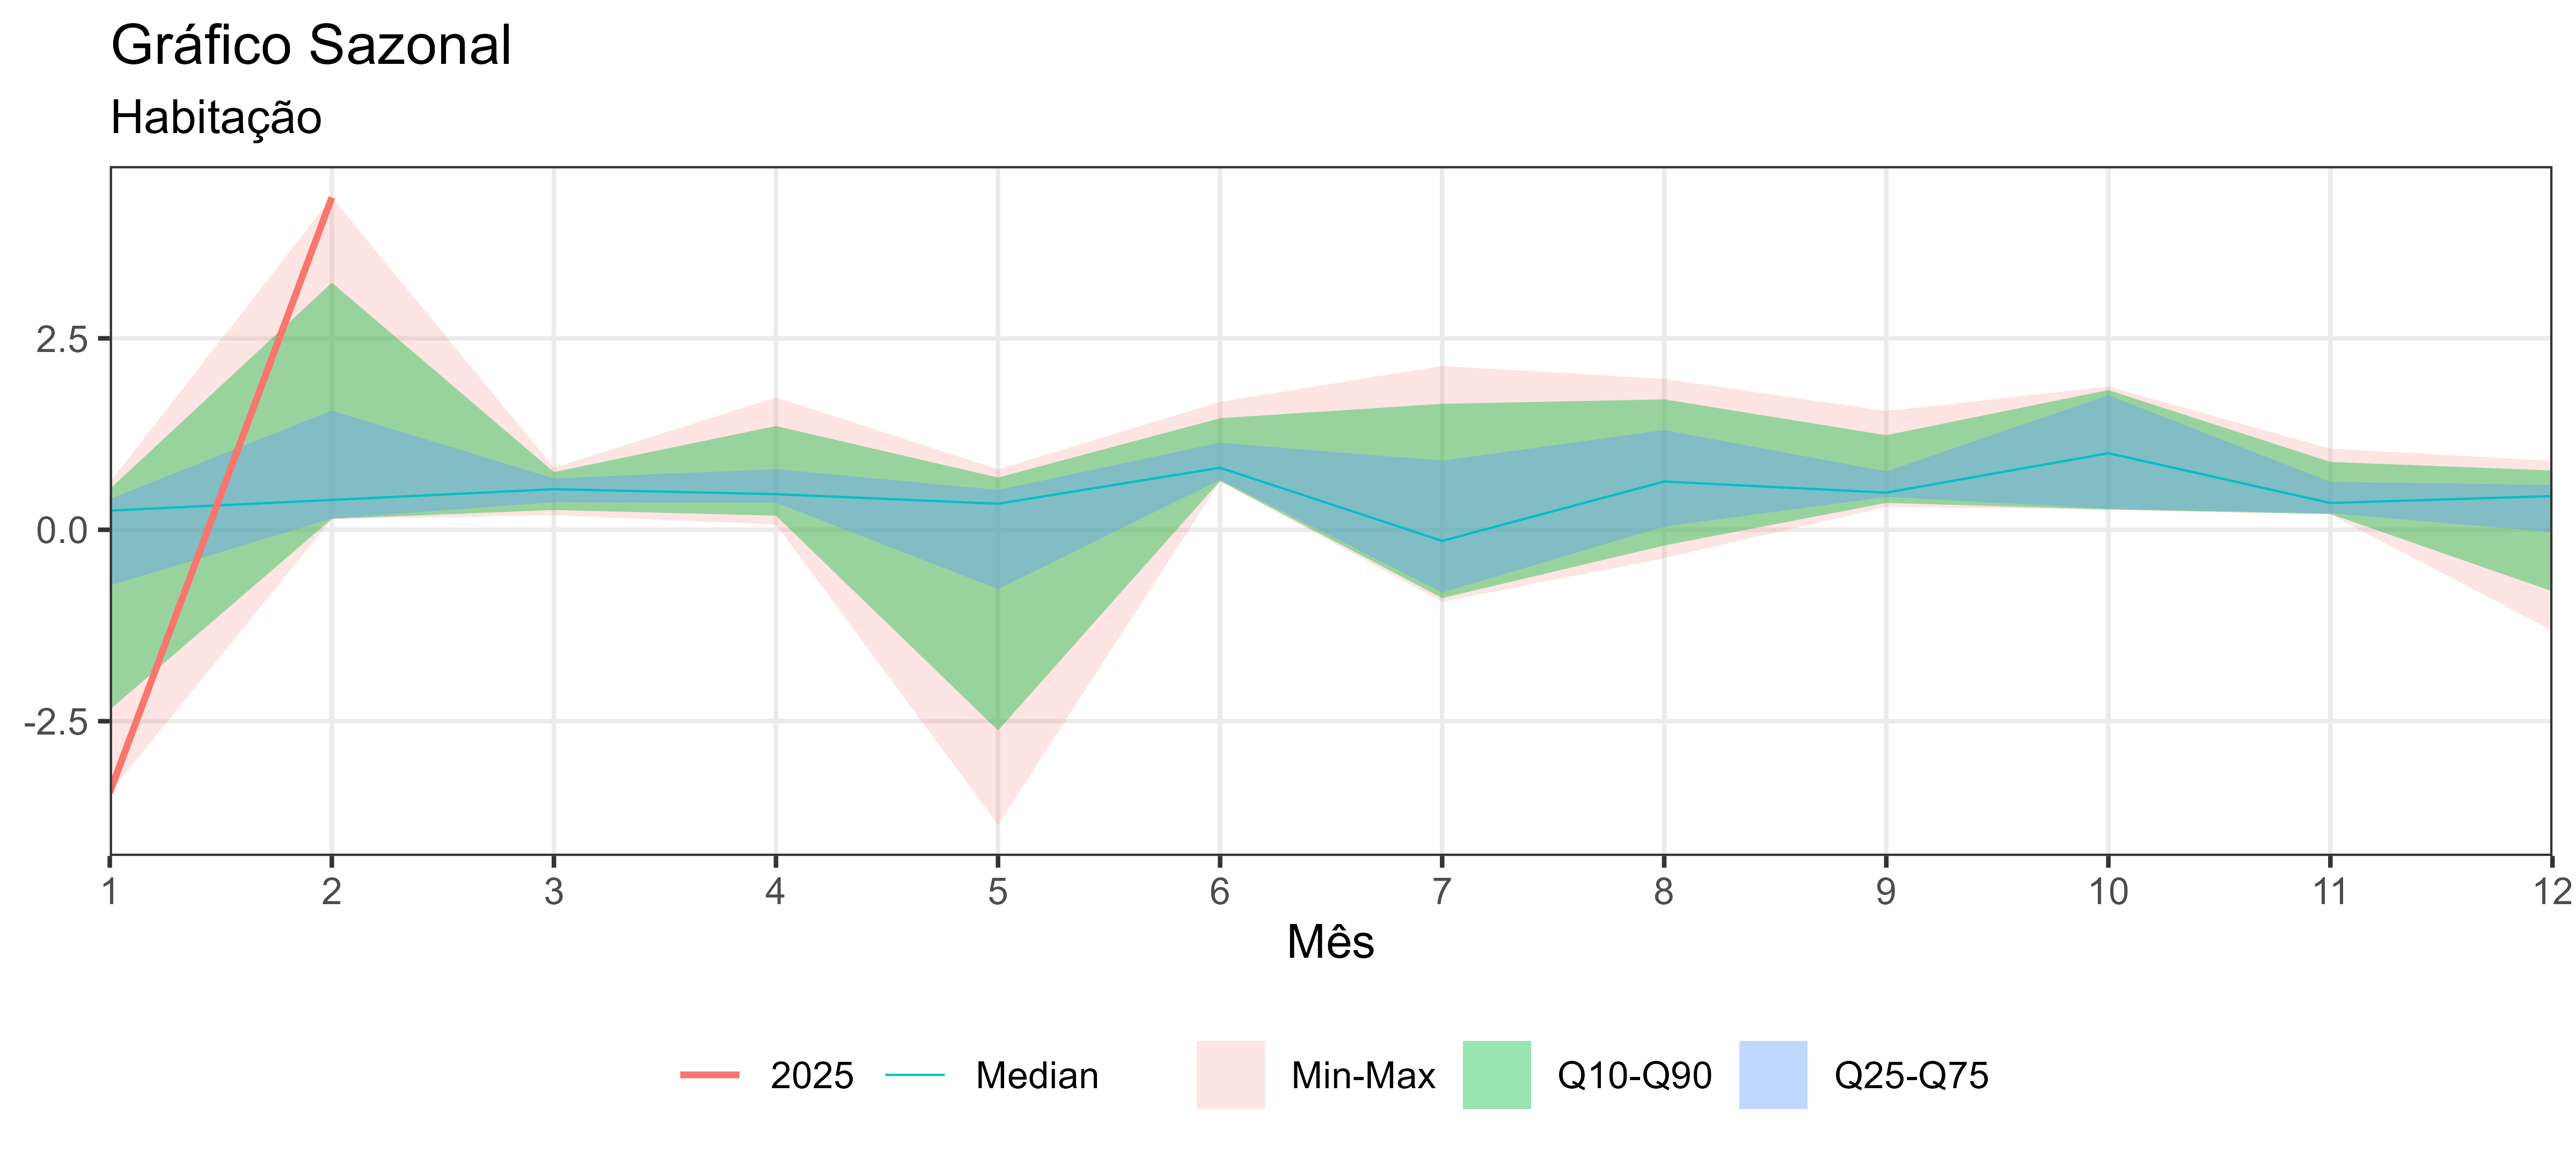 Gráfico Sazonal
Habitação
2.5
0.0
-2.5
1 2 3 4 5 6 7 8 9 10 11 12
Mês
2025 Median Min-Max Q10-Q90 Q25-Q75